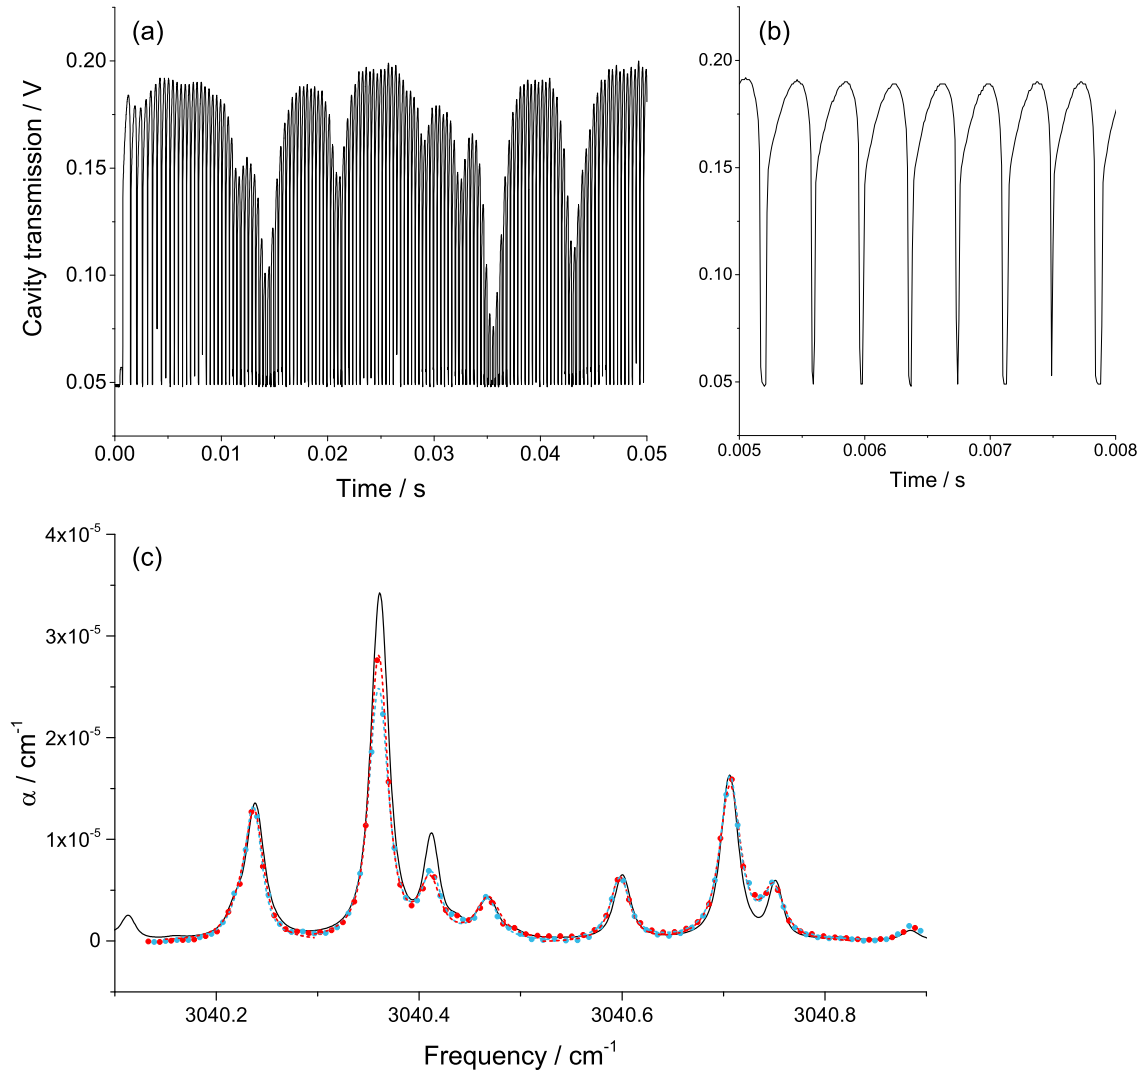 (a)
(b)
0.20
0.15
0.10
0.05
Cavity transmission / V
0.00 0.01 0.02 0.03 0.04 0.05
Time / s
0.20
0.15
0.10
0.05
0.005 0.006 0.007 0.008
Time / s
(c)
4x10⁻⁵
3x10⁻⁵
2x10⁻⁵
1x10⁻⁵
0
α / cm⁻¹
3040.2 3040.4 3040.6 3040.8
Frequency / cm⁻¹